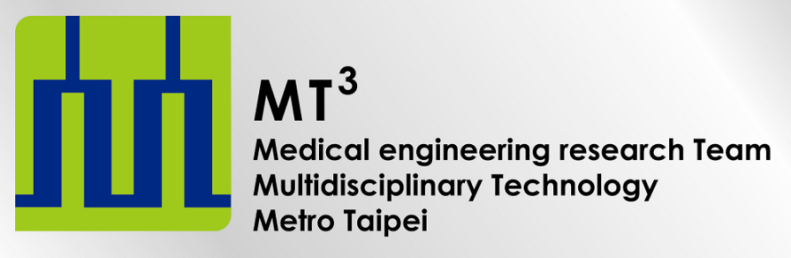 MT³
Medical engineering research Team
Multidisciplinary Technology
Metro Taipei